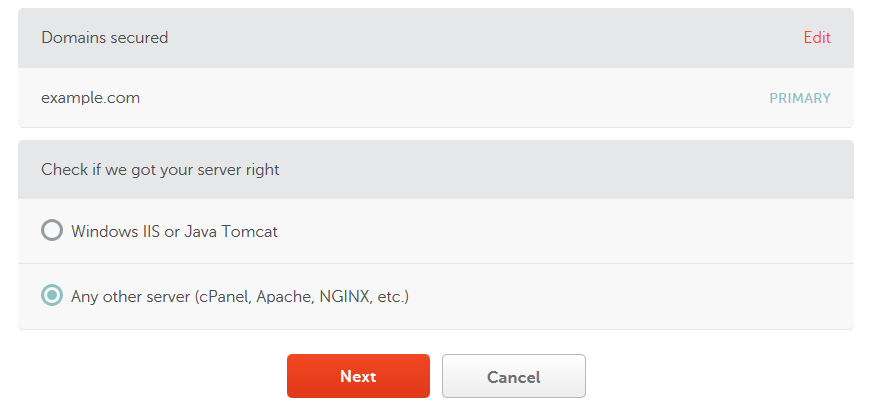 Domains secured Edit
example.com PRIMARY
Check if we got your server right
Windows IIS or Java Tomcat
Any other server (cPanel, Apache, NGINX, etc.)
Next Cancel